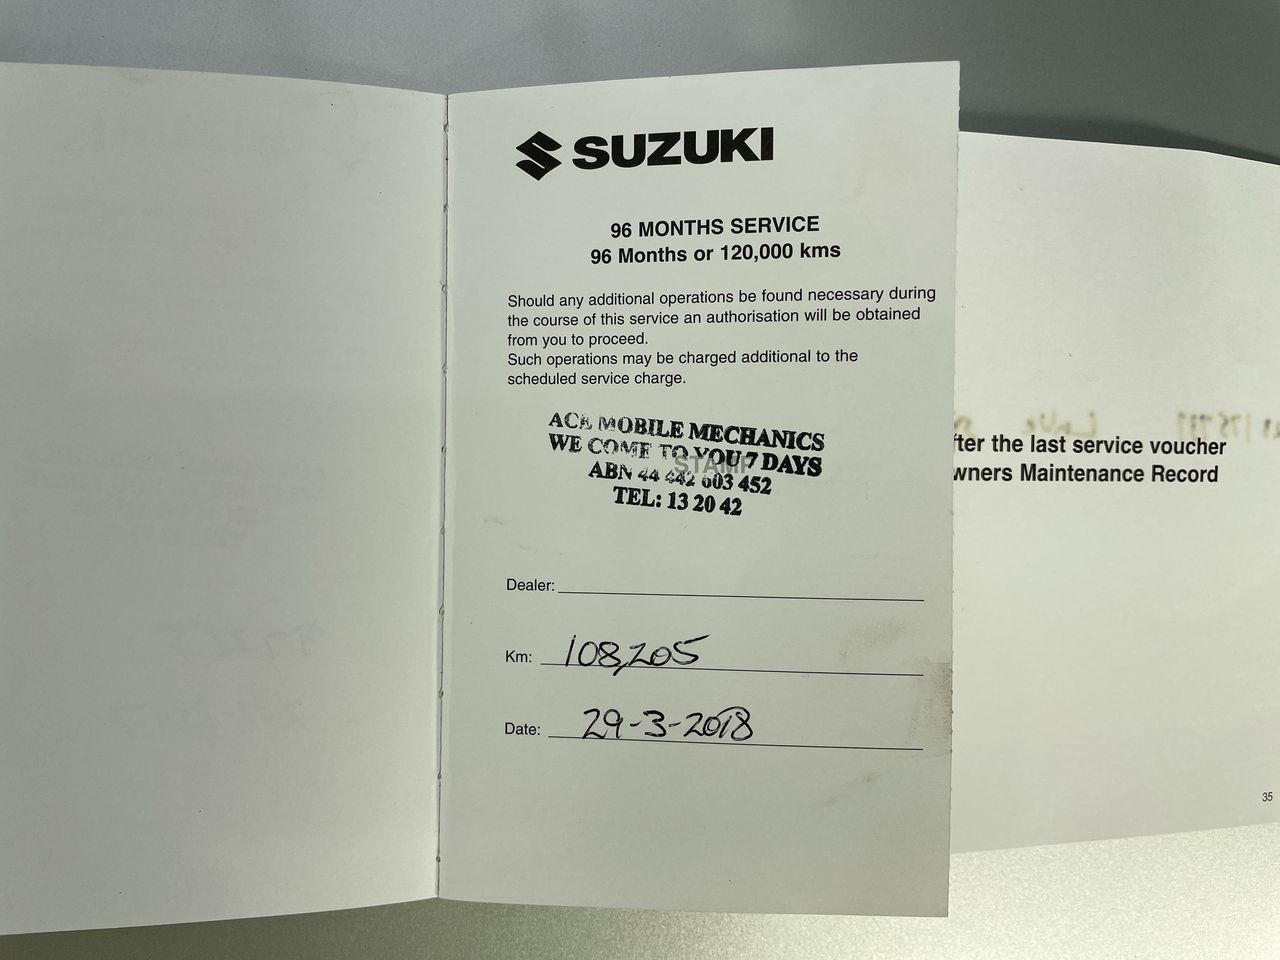 SUZUKI
96 MONTHS SERVICE
96 Months or 120,000 kms
Should any additional operations be found necessary during
the course of this service an authorisation will be obtained
from you to proceed.
Such operations may be charged additional to the
scheduled service charge.
ACE MOBILE MECHANICS
WE COME TO YOU 7 DAYS
STAMP
ABN 44 442 603 452
TEL: 13 20 42
Dealer:
Km: 108,205
Date: 29-3-2018
fter the last service voucher
wners Maintenance Record
35